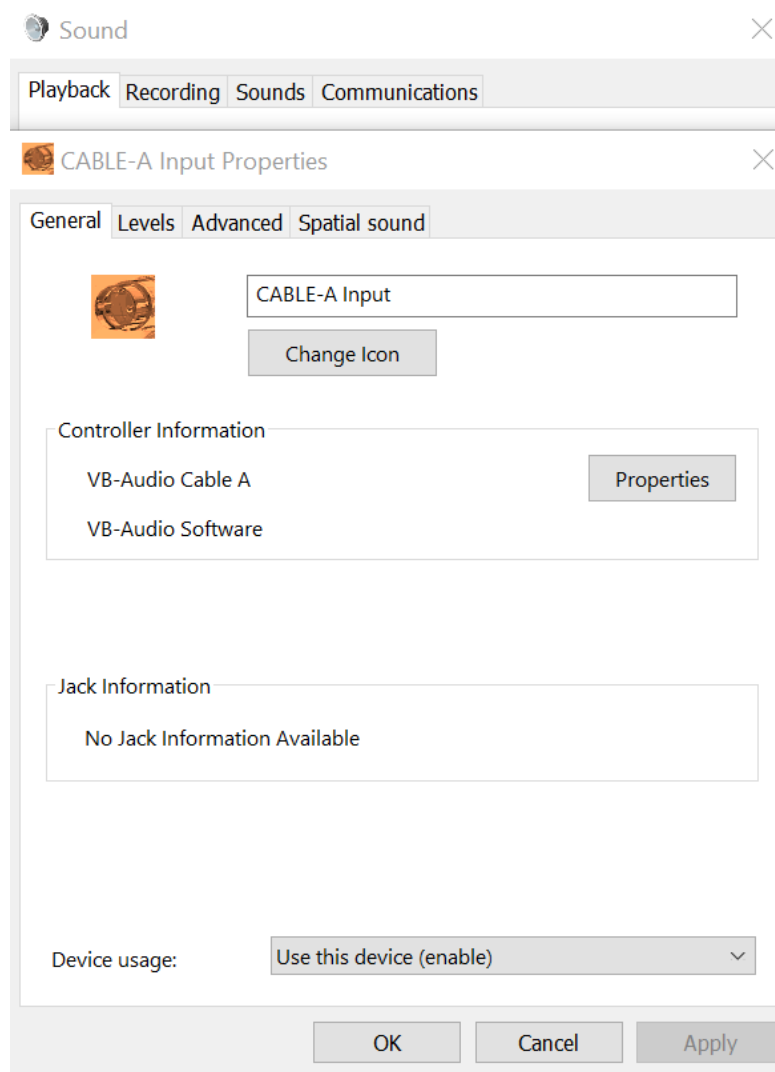 Sound
Playback Recording Sounds Communications
CABLE-A Input Properties
General Levels Advanced Spatial sound
CABLE-A Input
Change Icon
Controller Information
VB-Audio Cable A Properties
VB-Audio Software
Jack Information
No Jack Information Available
Device usage: Use this device (enable)
OK Cancel Apply